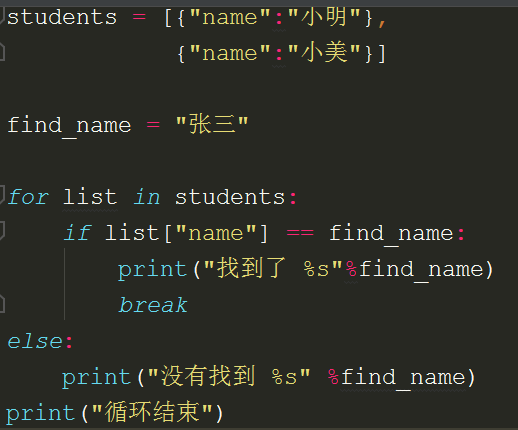 students = [{"name":"小明"},
            {"name":"小美"}]

find_name = "张三"

for list in students:
    if list["name"] == find_name:
        print("找到了 %s"%find_name)
        break
else:
    print("没有找到 %s" %find_name)
print("循环结束")